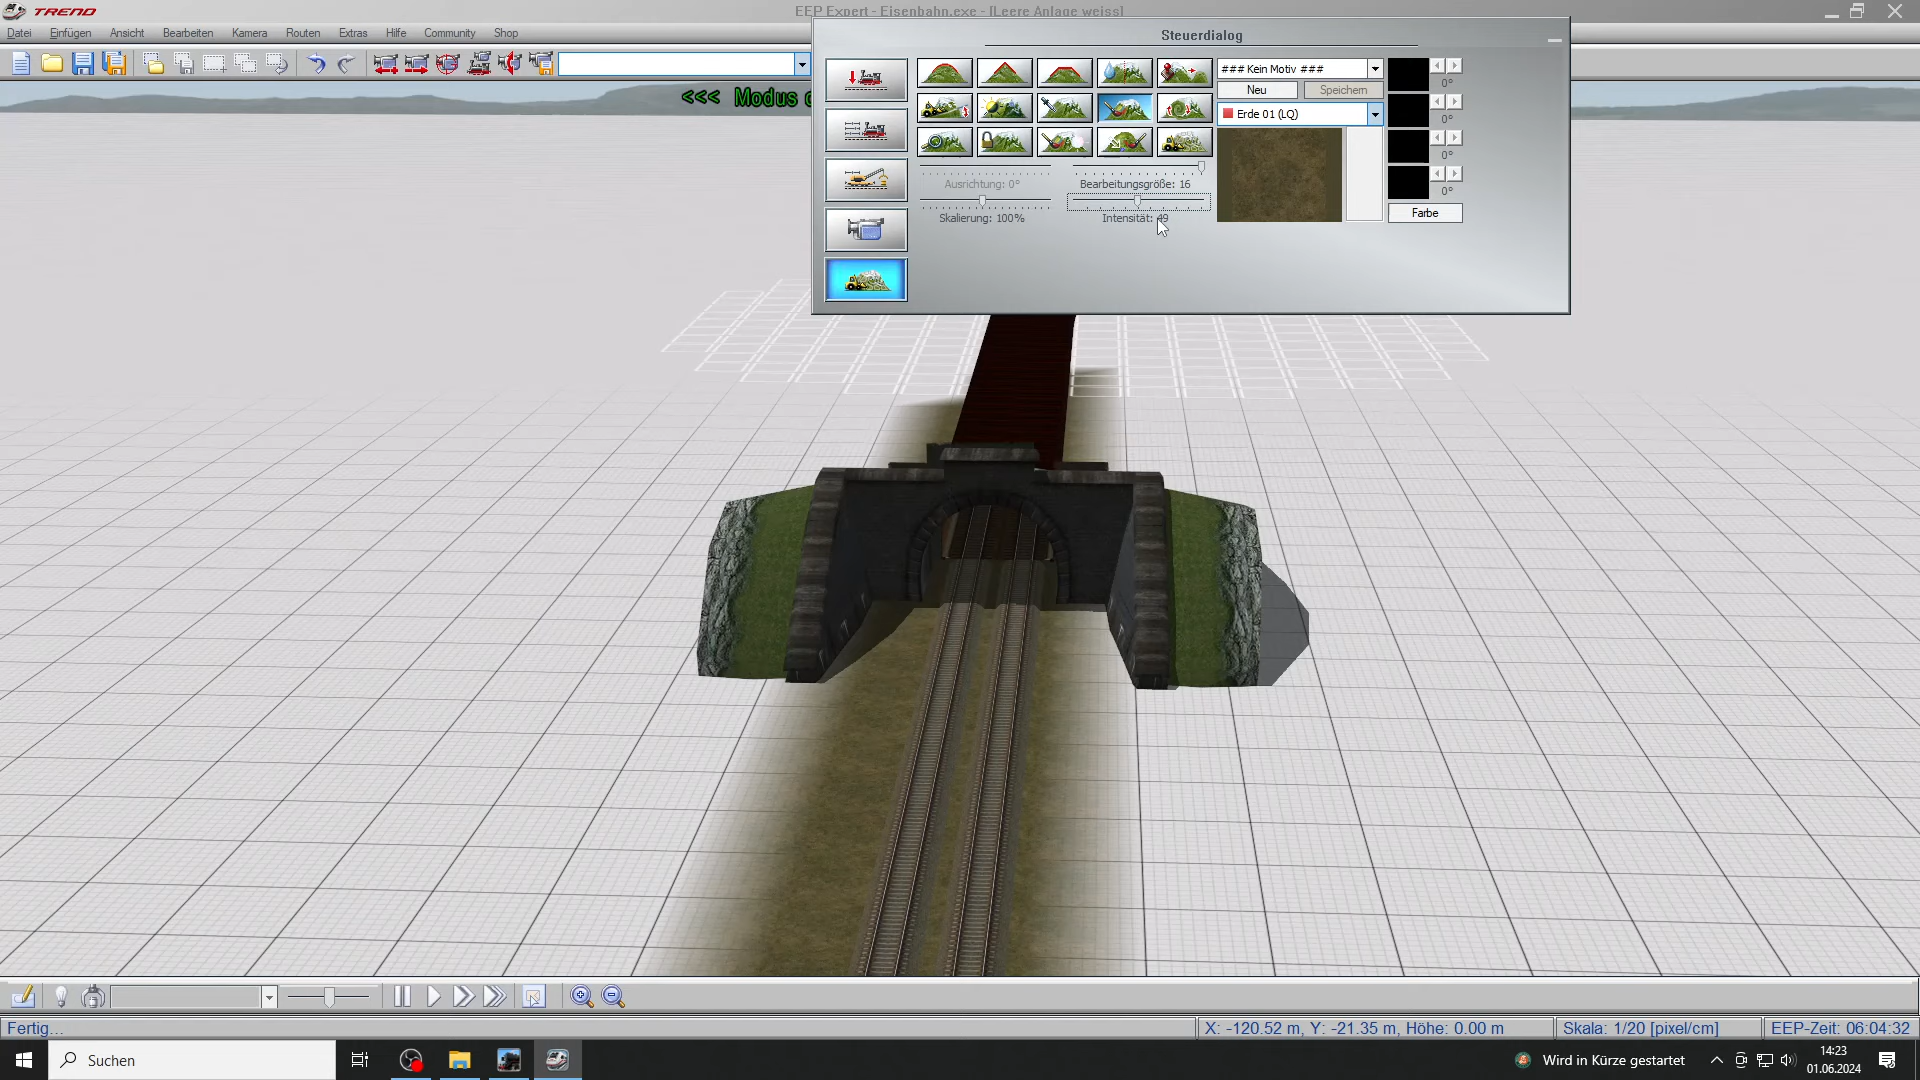 TREND
EEP Expert - Eisenbahn.exe - [Leere Anlage weiss]
Datei Einfügen Ansicht Bearbeiten Kamera Routen Extras Hilfe Community Shop
<<< Modus
Steuerdialog
### Kein Motiv ###
Neu Speichern
Erde 01 (LQ)
0°
0°
0°
0°
Farbe
Ausrichtung: 0° Bearbeitungsgröße: 16
Skalierung: 100% Intensität: 49
Fertig...
X: -120.52 m, Y: -21.35 m, Höhe: 0.00 m
Skala: 1/20 [pixel/cm]
EEP-Zeit: 06:04:32
Suchen
Wird in Kürze gestartet
14:23
01.06.2024